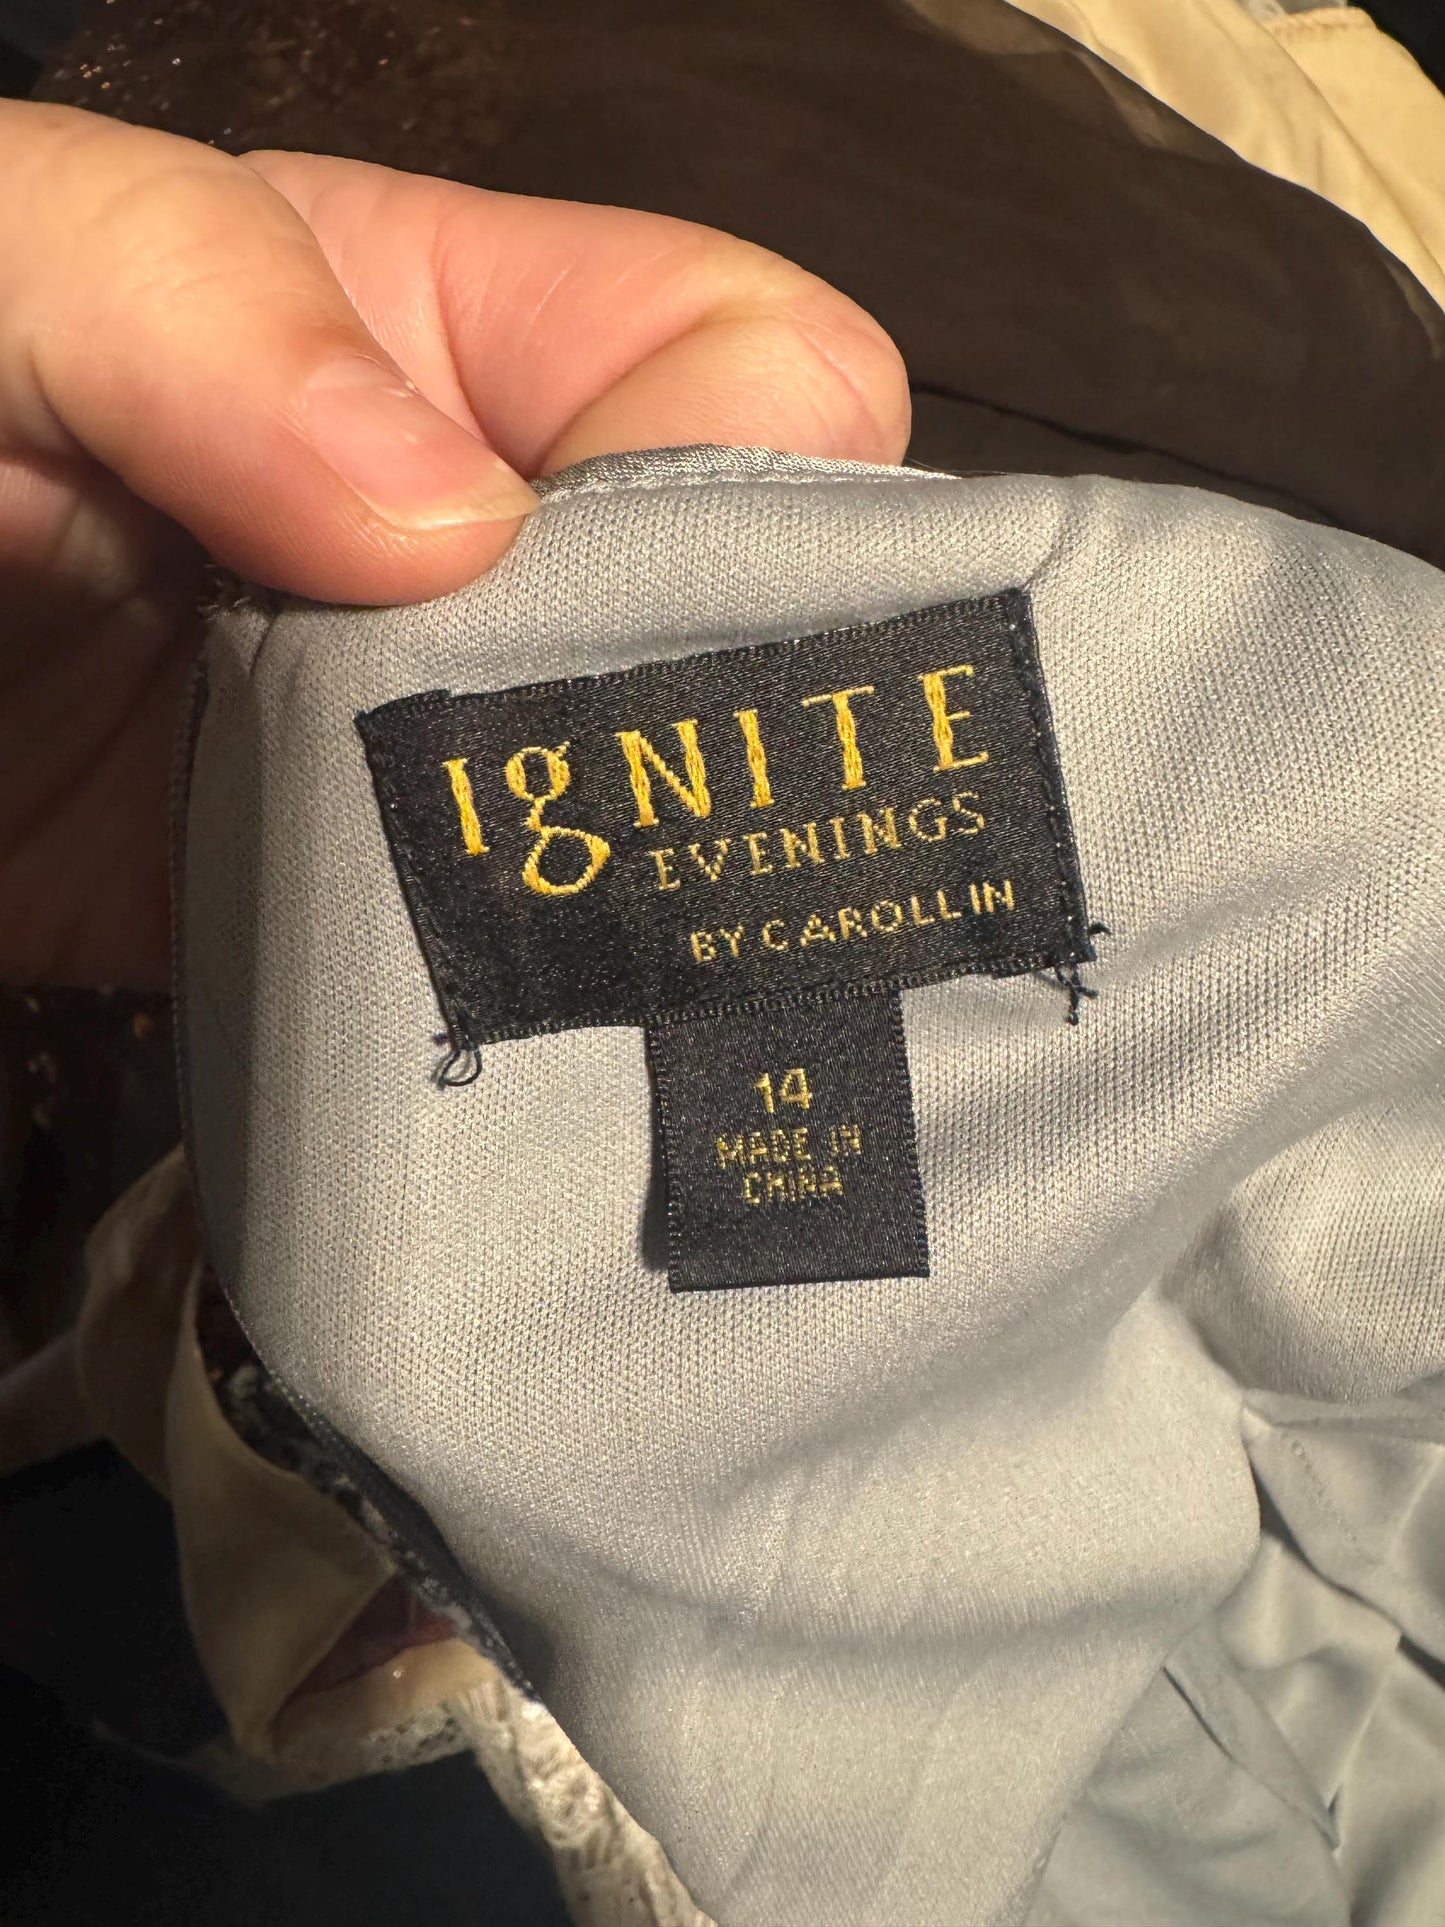 IgNITE
EVENINGS
BY CAROLLIN
14
MADE IN
CHINA